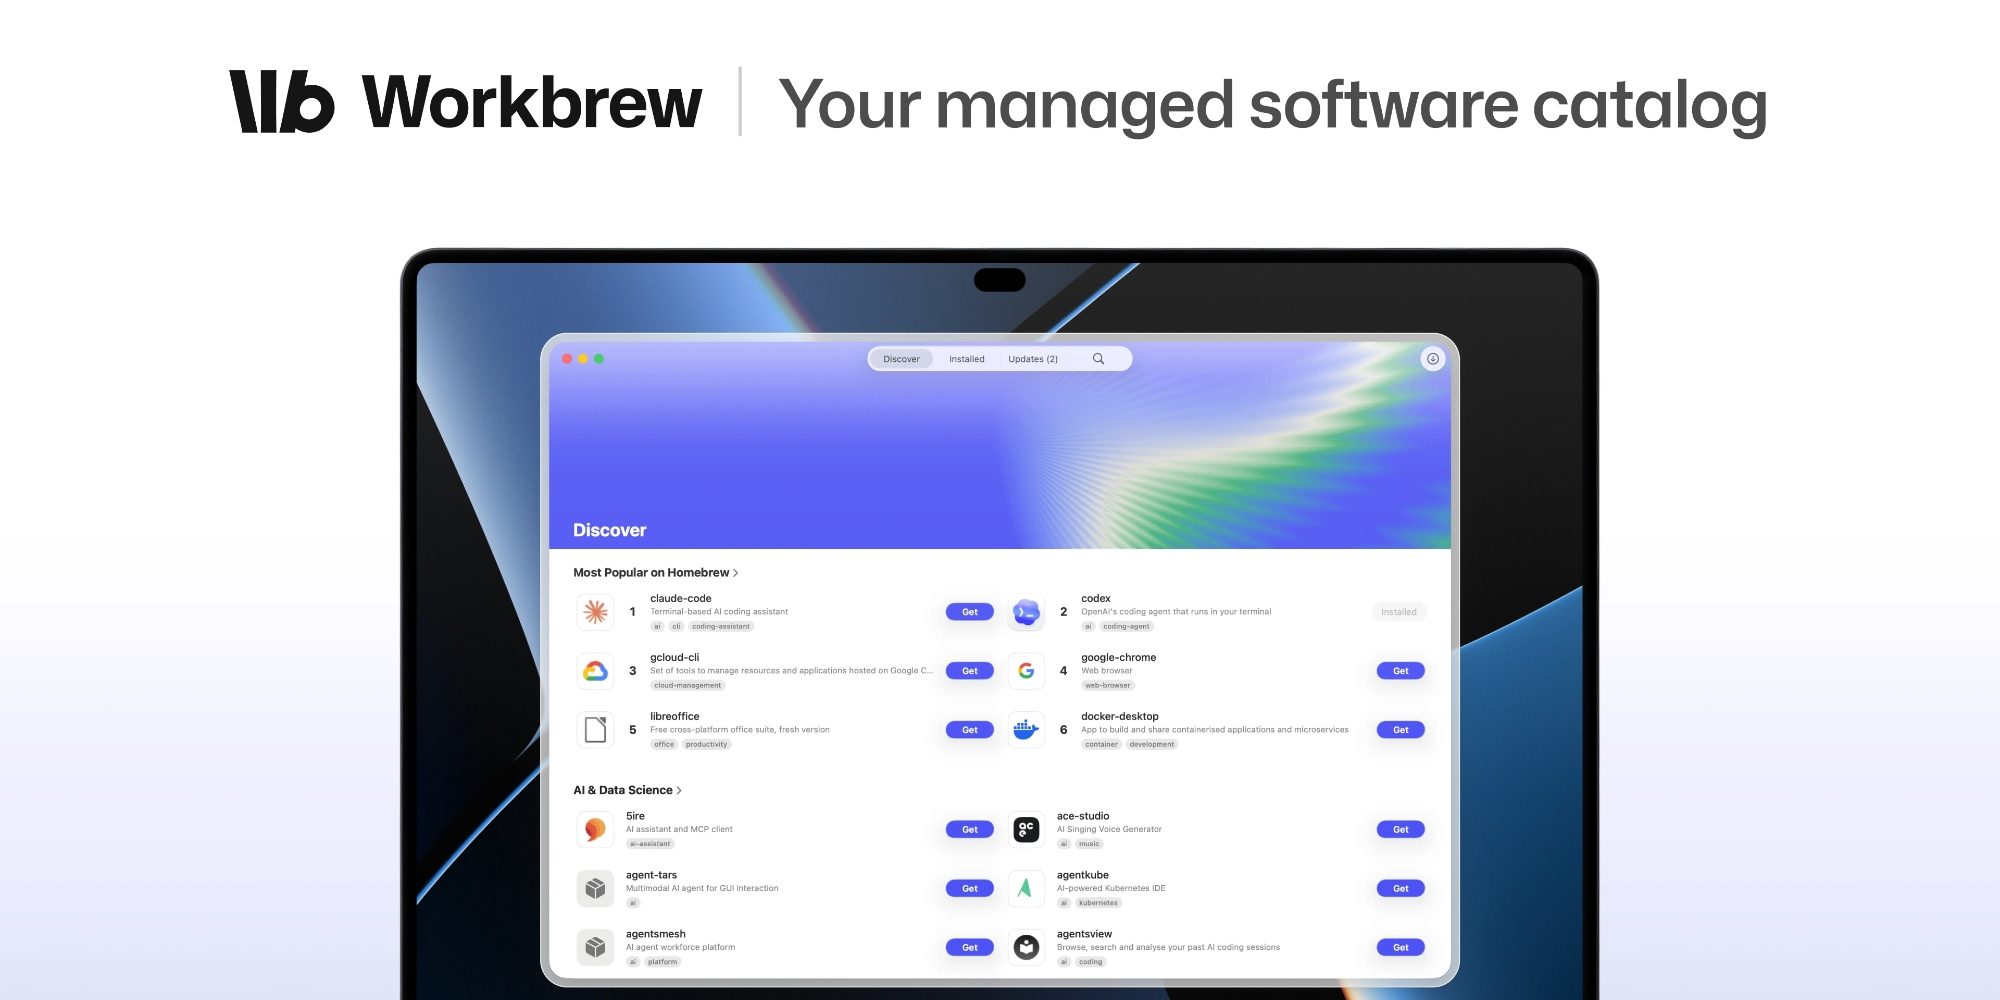 Workbrew | Your managed software catalog
Discover Installed Updates (2)
Discover
Most Popular on Homebrew >
1 claude-code
Terminal-based AI coding assistant
ai cli coding-assistant
Get
2 codex
OpenAI's coding agent that runs in your terminal
ai coding-agent
Installed
3 gcloud-cli
Set of tools to manage resources and applications hosted on Google C...
cloud-management
Get
4 google-chrome
Web browser
web-browser
Get
5 libreoffice
Free cross-platform office suite, fresh version
office productivity
Get
6 docker-desktop
App to build and share containerised applications and microservices
container development
Get
AI & Data Science >
5ire
AI assistant and MCP client
ai-assistant
Get
ace-studio
AI Singing Voice Generator
ai music
Get
agent-tars
Multimodal AI agent for GUI interaction
ai
Get
agentkube
AI-powered Kubernetes IDE
ai kubernetes
Get
agentsmesh
AI agent workforce platform
ai platform
Get
agentsview
Browse, search and analyse your past AI coding sessions
ai coding
Get